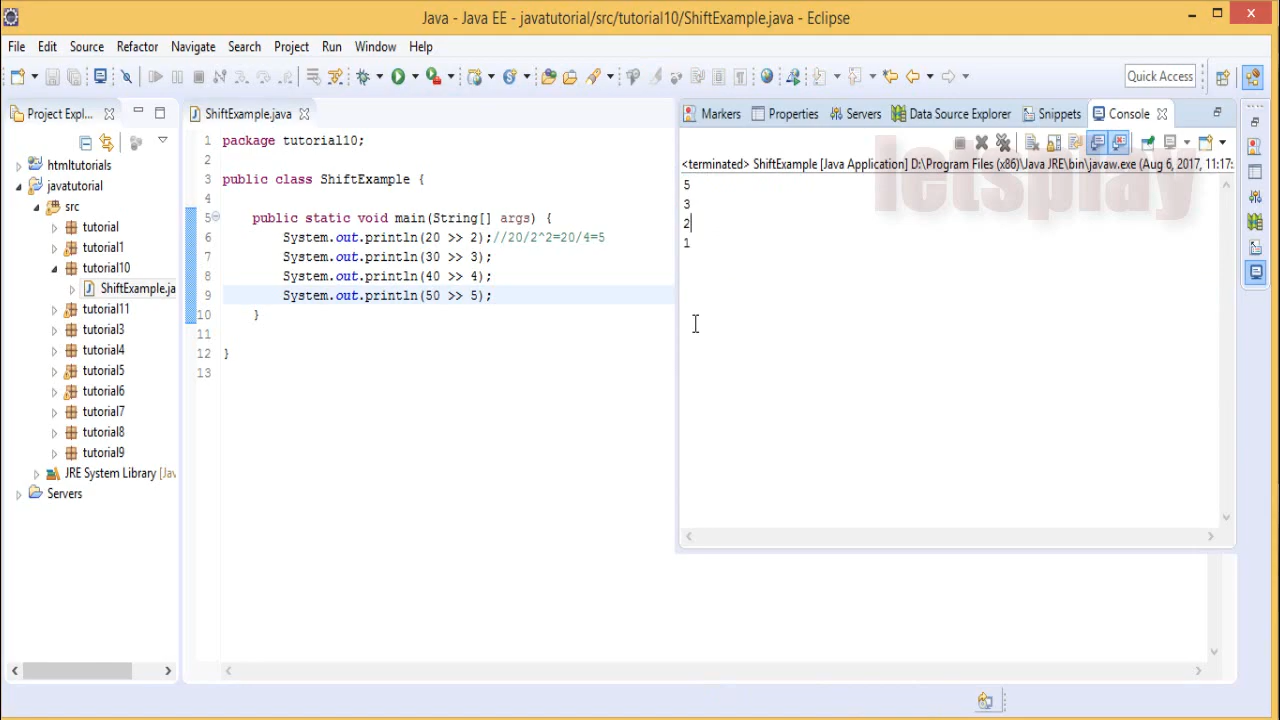 Java - Java EE - javatutorial/src/tutorial10/ShiftExample.java - Eclipse
File Edit Source Refactor Navigate Search Project Run Window Help
Quick Access
Project Expl...
htmltutorials
javatutorial
src
tutorial
tutorial1
tutorial10
ShiftExample.ja
tutorial11
tutorial3
tutorial4
tutorial5
tutorial6
tutorial7
tutorial8
tutorial9
JRE System Library [Jav
Servers
ShiftExample.java
1 package tutorial10;
2
3 public class ShiftExample {
4
5 public static void main(String[] args) {
6 System.out.println(20 >> 2);//20/2^2=20/4=5
7 System.out.println(30 >> 3);
8 System.out.println(40 >> 4);
9 System.out.println(50 >> 5);
10 }
11
12 }
13
Markers Properties Servers Data Source Explorer Snippets Console
<terminated> ShiftExample [Java Application] D:\Program Files (x86)\Java JRE\bin\javaw.exe (Aug 6, 2017, 11:17:
letsplay
5
3
2
1